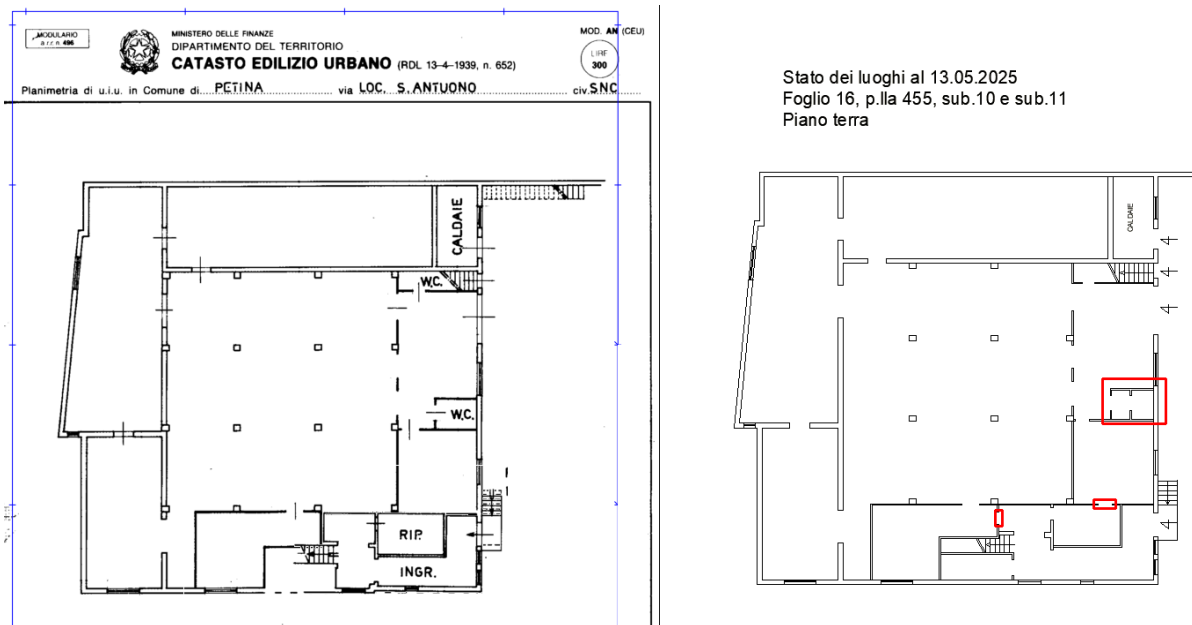 MODULARIO
a.r.c.n. 496
MINISTERO DELLE FINANZE
DIPARTIMENTO DEL TERRITORIO
CATASTO EDILIZIO URBANO (RDL 13-4-1939, n. 652)
MOD. AN (CEU)
LIRE
300
Planimetria di u.i.u. in Comune di PETINA via LOC. S. ANTUONO civ. SNC
CALDAIE
W.C.
W.C.
RIP.
INGR.
Stato dei luoghi al 13.05.2025
Foglio 16, p.lla 455, sub.10 e sub.11
Piano terra
CALDAIE